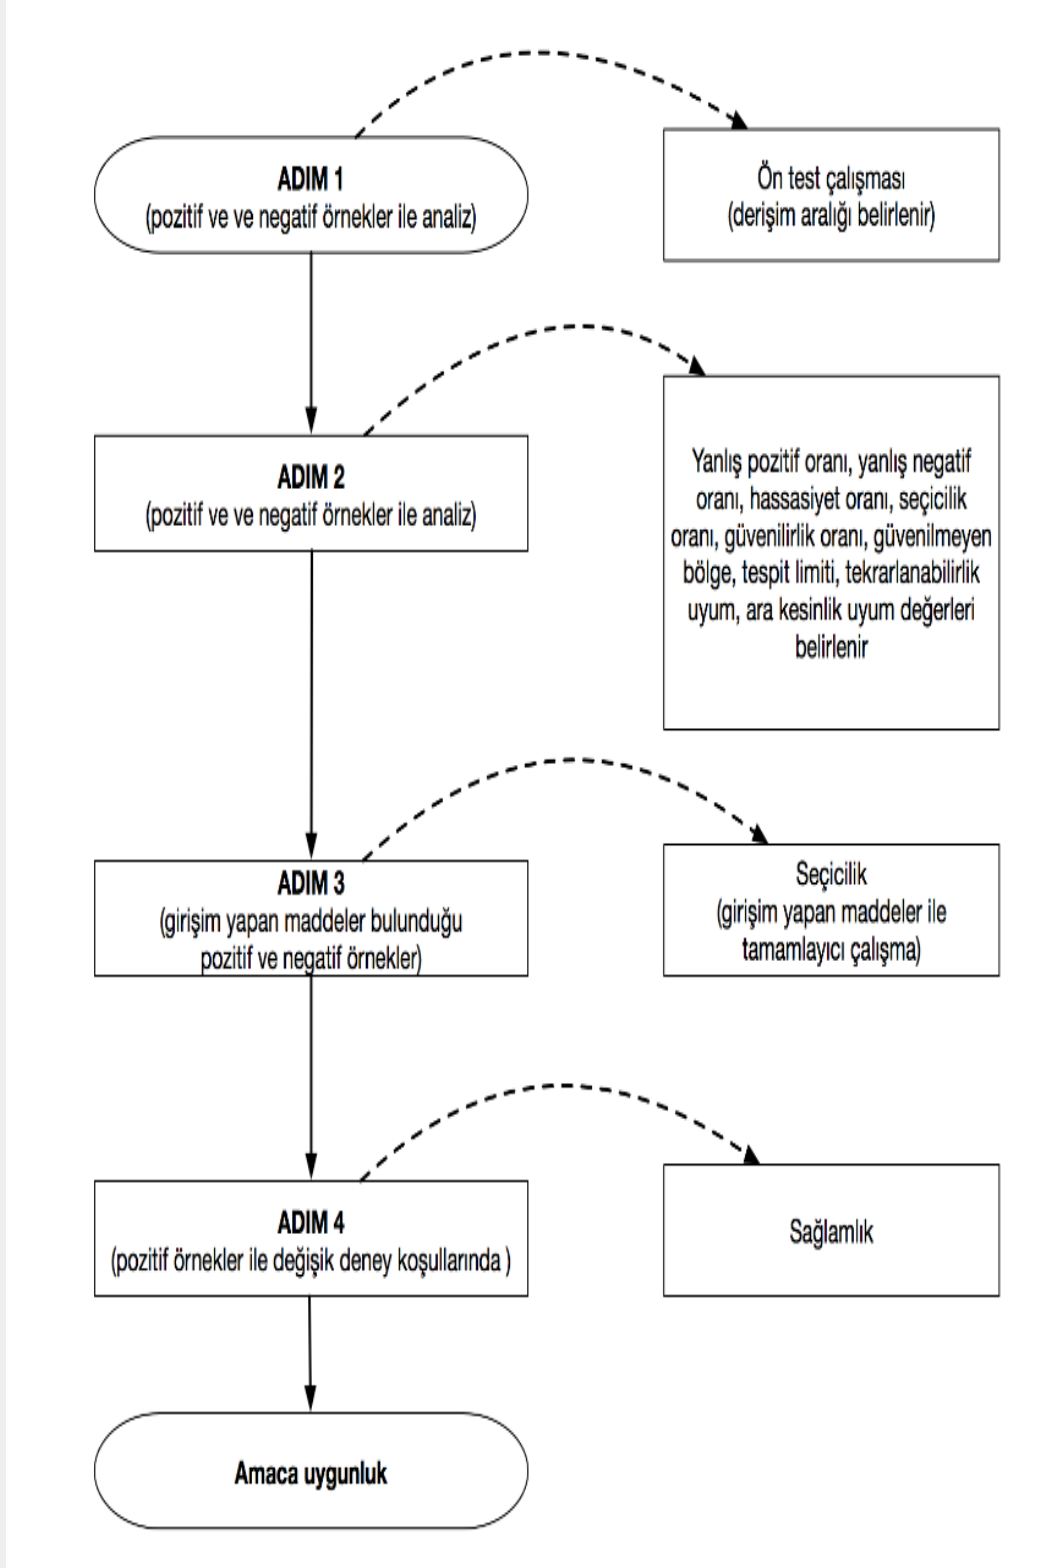 ADIM 1
(pozitif ve ve negatif örnekler ile analiz)
Ön test çalışması
(derişim aralığı belirlenir)
ADIM 2
(pozitif ve ve negatif örnekler ile analiz)
Yanlış pozitif oranı, yanlış negatif
oranı, hassasiyet oranı, seçicilik
oranı, güvenilirlik oranı, güvenilmeyen
bölge, tespit limiti, tekrarlanabilirlik
uyum, ara kesinlik uyum değerleri
belirlenir
ADIM 3
(girişim yapan maddeler bulunduğu
pozitif ve negatif örnekler)
Seçicilik
(girişim yapan maddeler ile
tamamlayıcı çalışma)
ADIM 4
(pozitif örnekler ile değişik deney koşullarında )
Sağlamlık
Amaca uygunluk